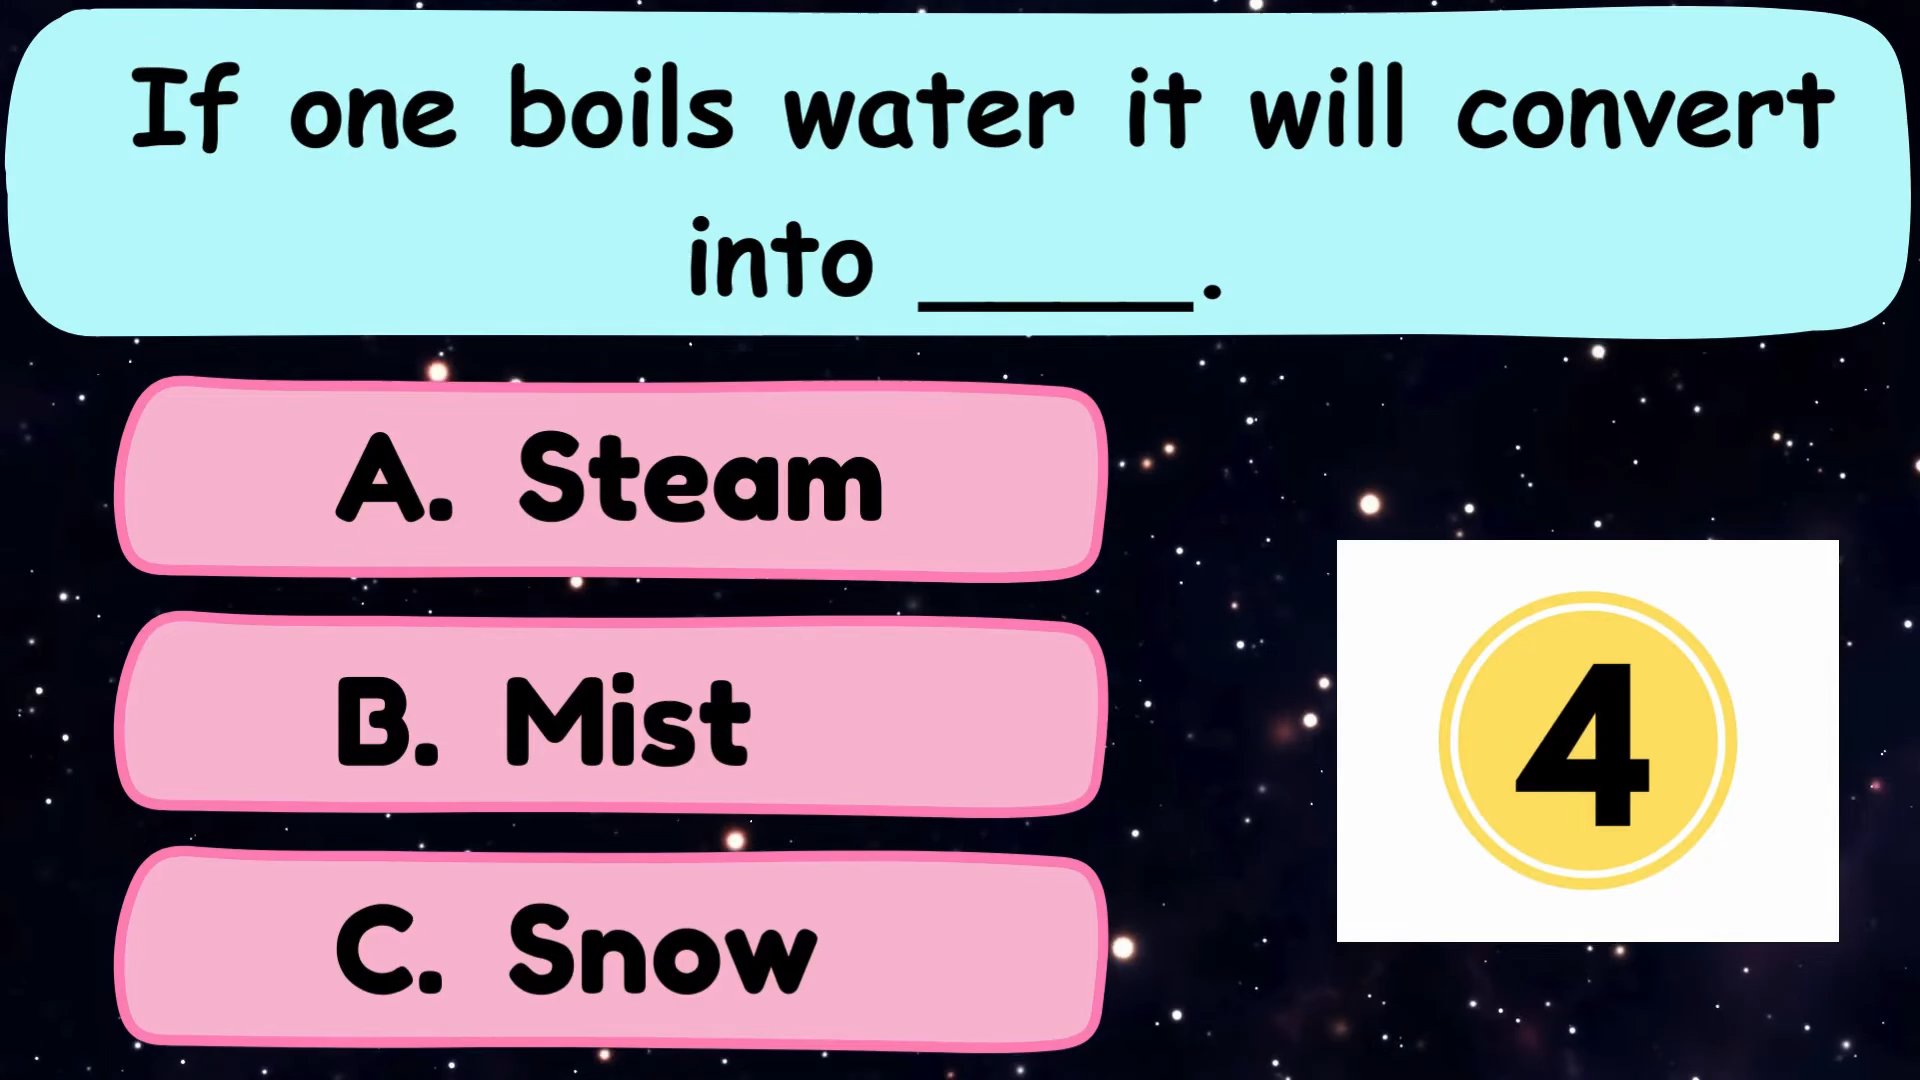 If one boils water it will convert
into _____.
A. Steam
B. Mist
4
C. Snow